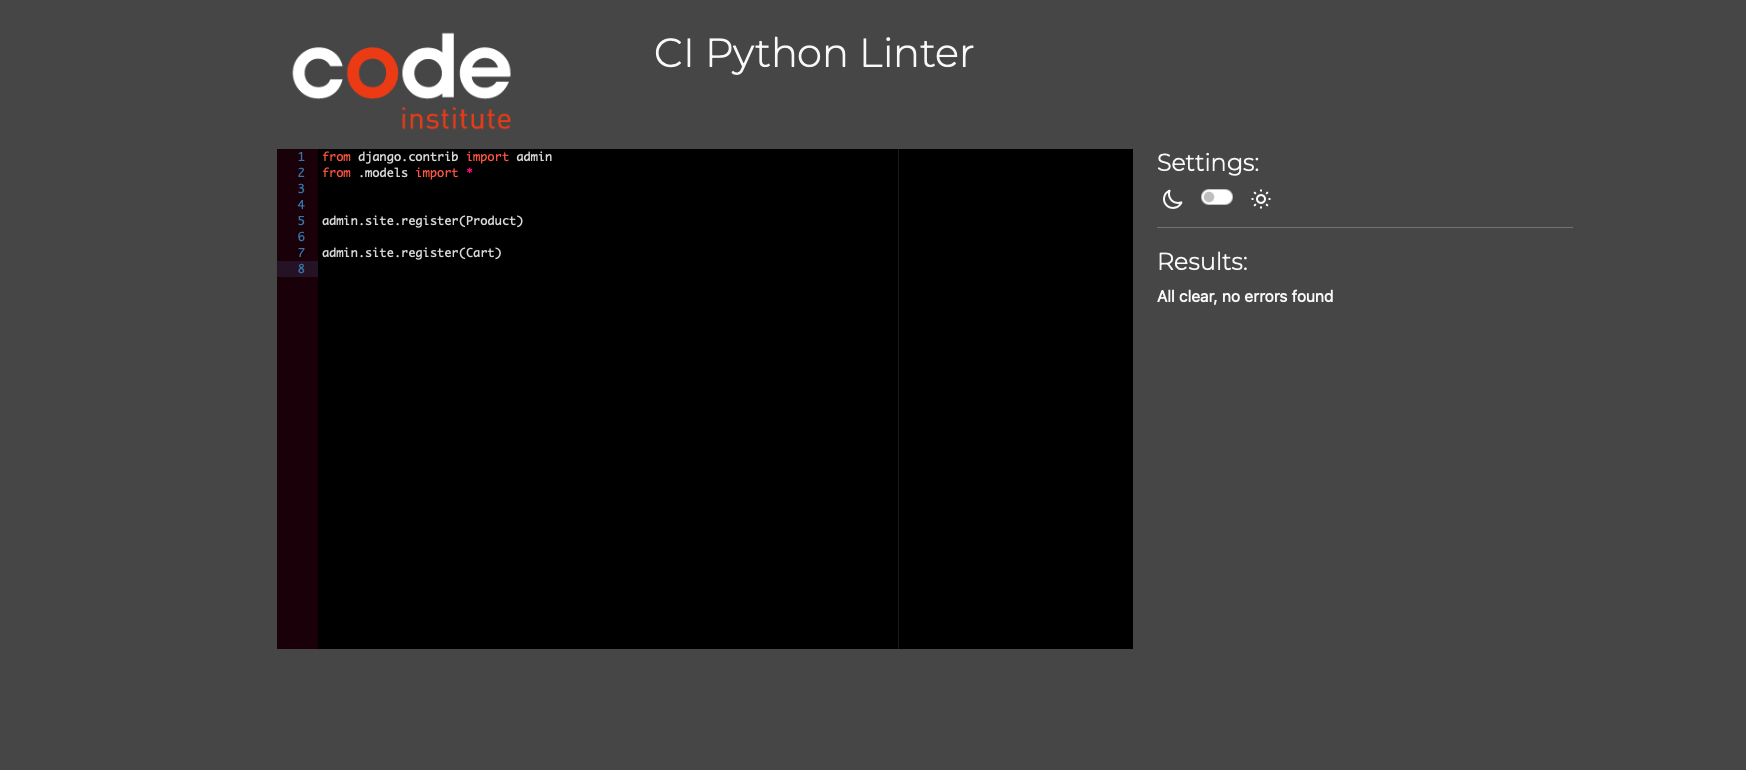 code
institute
CI Python Linter
1 from django.contrib import admin
2 from .models import *
3
4
5 admin.site.register(Product)
6
7 admin.site.register(Cart)
8
Settings:
Results:
All clear, no errors found